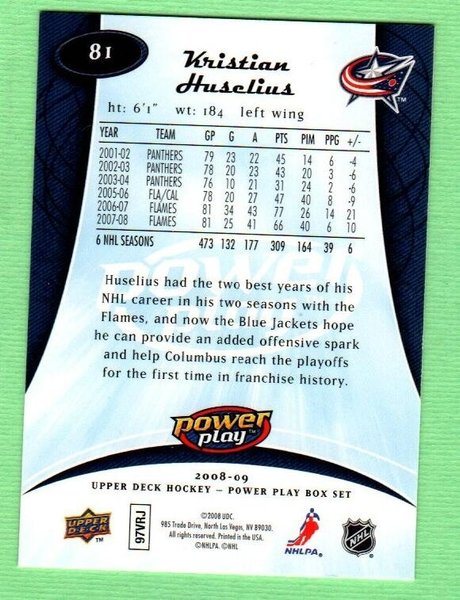 81
Kristian
Huselius
ht: 6'1" wt: 184 left wing
YEAR TEAM GP G A PTS PIM PPG +/-
2001-02 PANTHERS 79 23 22 45 14 6 -4
2002-03 PANTHERS 78 20 23 43 20 3 -6
2003-04 PANTHERS 76 10 21 31 24 2 -6
2005-06 FLA/CAL 78 20 27 47 40 8 -9
2006-07 FLAMES 81 34 43 77 26 14 21
2007-08 FLAMES 81 25 41 66 40 6 10
6 NHL SEASONS 473 132 177 309 164 39 6
Huselius had the two best years of his
NHL career in his two seasons with the
Flames, and now the Blue Jackets hope
he can provide an added offensive spark
and help Columbus reach the playoffs
for the first time in franchise history.
power
play™
2008-09
UPPER DECK HOCKEY – POWER PLAY BOX SET
UPPER
DECK
97VRJ
©2008 UDC.
985 Trade Drive, North Las Vegas, NV 89030.
All rights reserved. Printed in the USA.
©NHLPA. ©NHL
NHLPA.
NHL